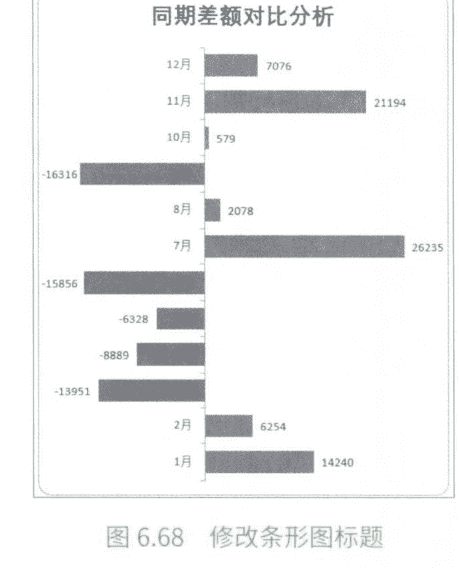 同期差额对比分析
12月 7076
11月 21194
10月 579
-16316
8月 2078
7月 26235
-15856
-6328
-8889
-13951
2月 6254
1月 14240
图 6.68 修改条形图标题